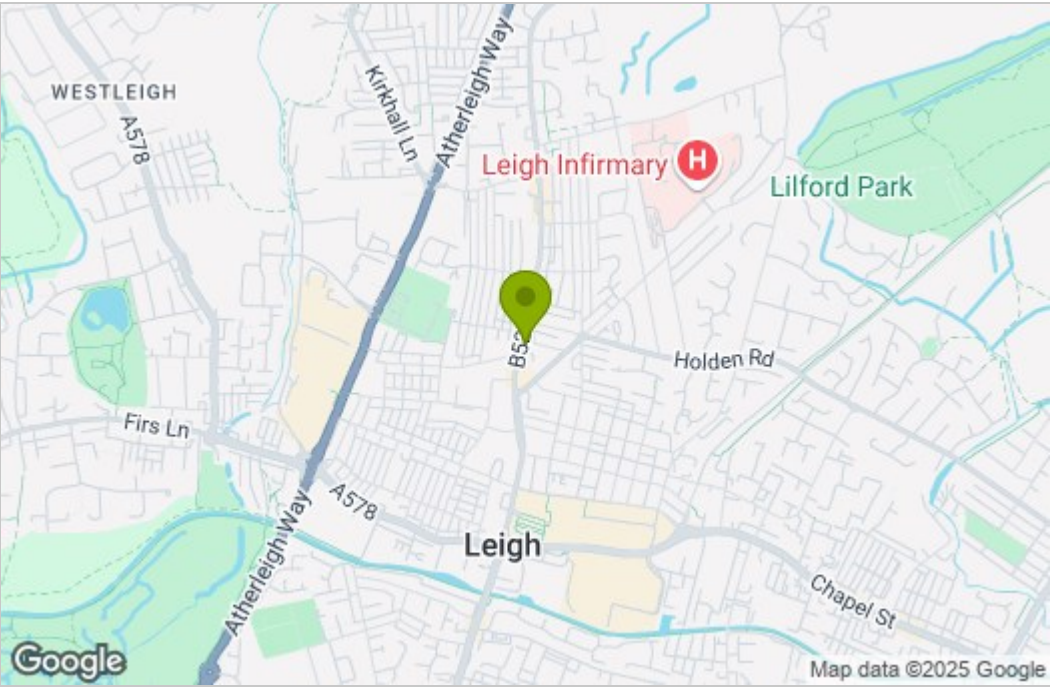 WESTLEIGH
A578
Kirkhall Ln
Atherleigh Way
Leigh Infirmary
H
Lilford Park
Holden Rd
Firs Ln
A578
Atherleigh Way
Leigh
Chapel St
Google
Map data ©2025 Google